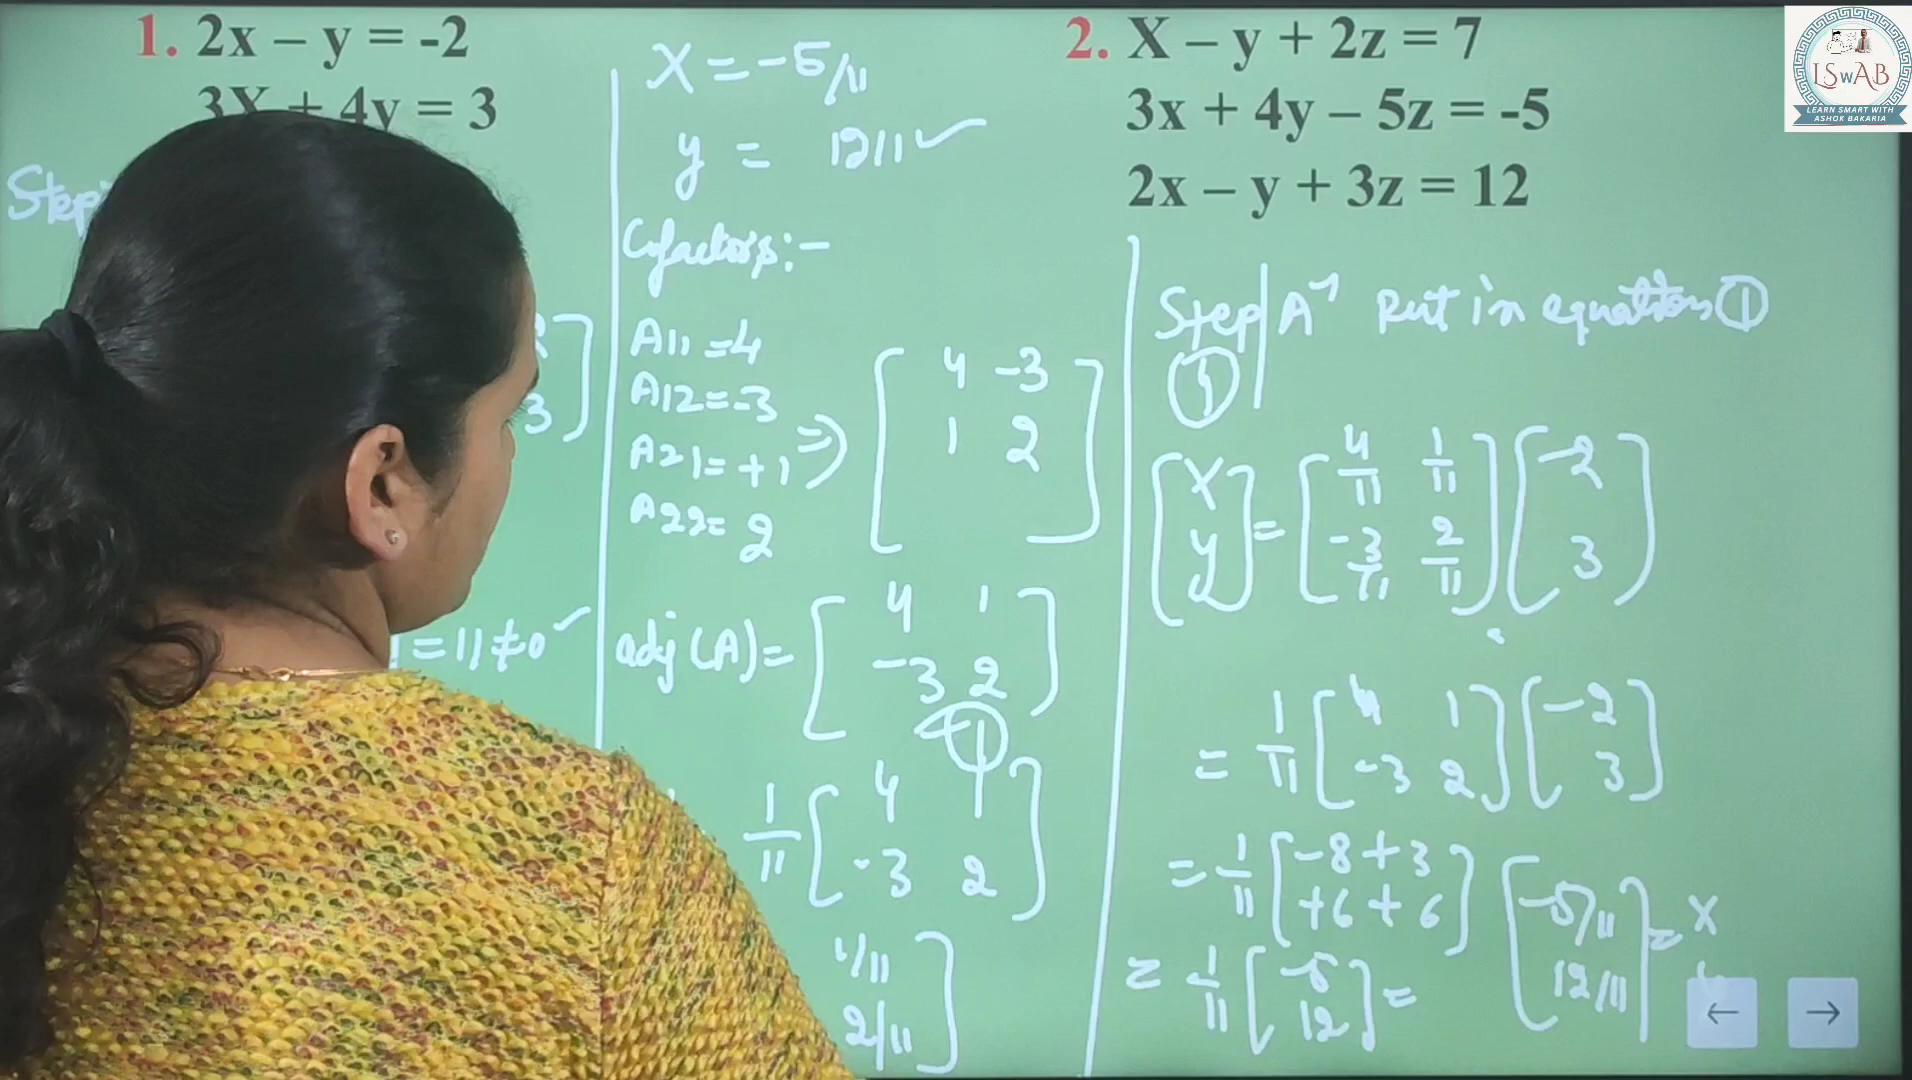 1. 2x – y = -2
3X + 4y = 3
Step
3
= 11 ≠ 0 ✓
x = -5/11
y = 12/11 ✓
Cofactors:-
A11 = 4
A12 = -3
A21 = +1
A22 = 2
⇒ [ 4 -3
1 2 ]
adj(A) = [ 4 1
-3 2 ]
1/11 [ 4 1
-3 2 ]
1/11
2/11 ]
2. X – y + 2z = 7
3x + 4y – 5z = -5
2x – y + 3z = 12
Step | A⁻¹ Put in equation ①
[ x
y ] = [ 4/11 1/11
-3/11 2/11 ] [ -2
3 ]
= 1/11 [ 4 1
-3 2 ] [ -2
3 ]
= 1/11 [ -8 + 3
+6 + 6 ]
= 1/11 [ -5
12 ] = [ -5/11
12/11 ] = x
LSwAB
LEARN SMART WITH
ASHOK BAKARIA
← →